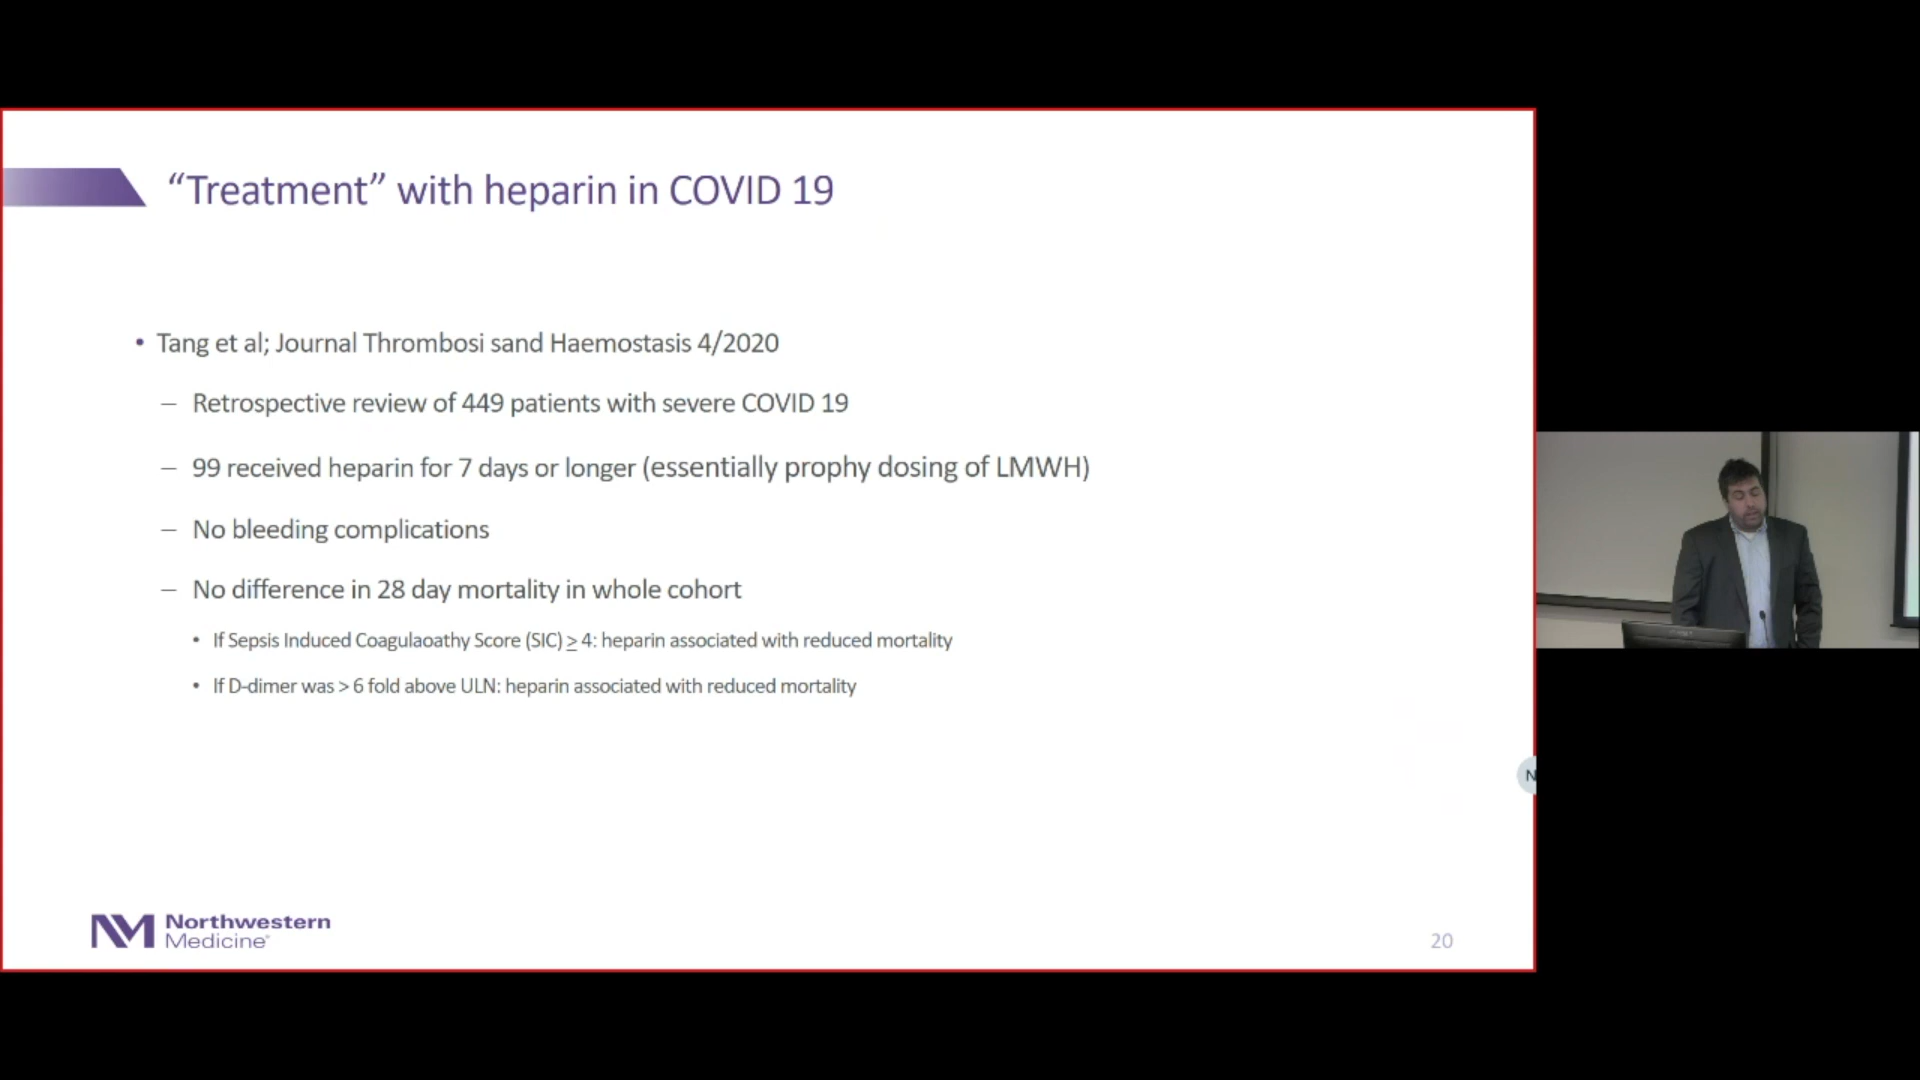 “Treatment” with heparin in COVID 19
• Tang et al; Journal Thrombosi sand Haemostasis 4/2020
– Retrospective review of 449 patients with severe COVID 19
– 99 received heparin for 7 days or longer (essentially prophy dosing of LMWH)
– No bleeding complications
– No difference in 28 day mortality in whole cohort
• If Sepsis Induced Coagulaoathy Score (SIC) ≥ 4: heparin associated with reduced mortality
• If D-dimer was > 6 fold above ULN: heparin associated with reduced mortality
N
NM Northwestern
Medicine®
20